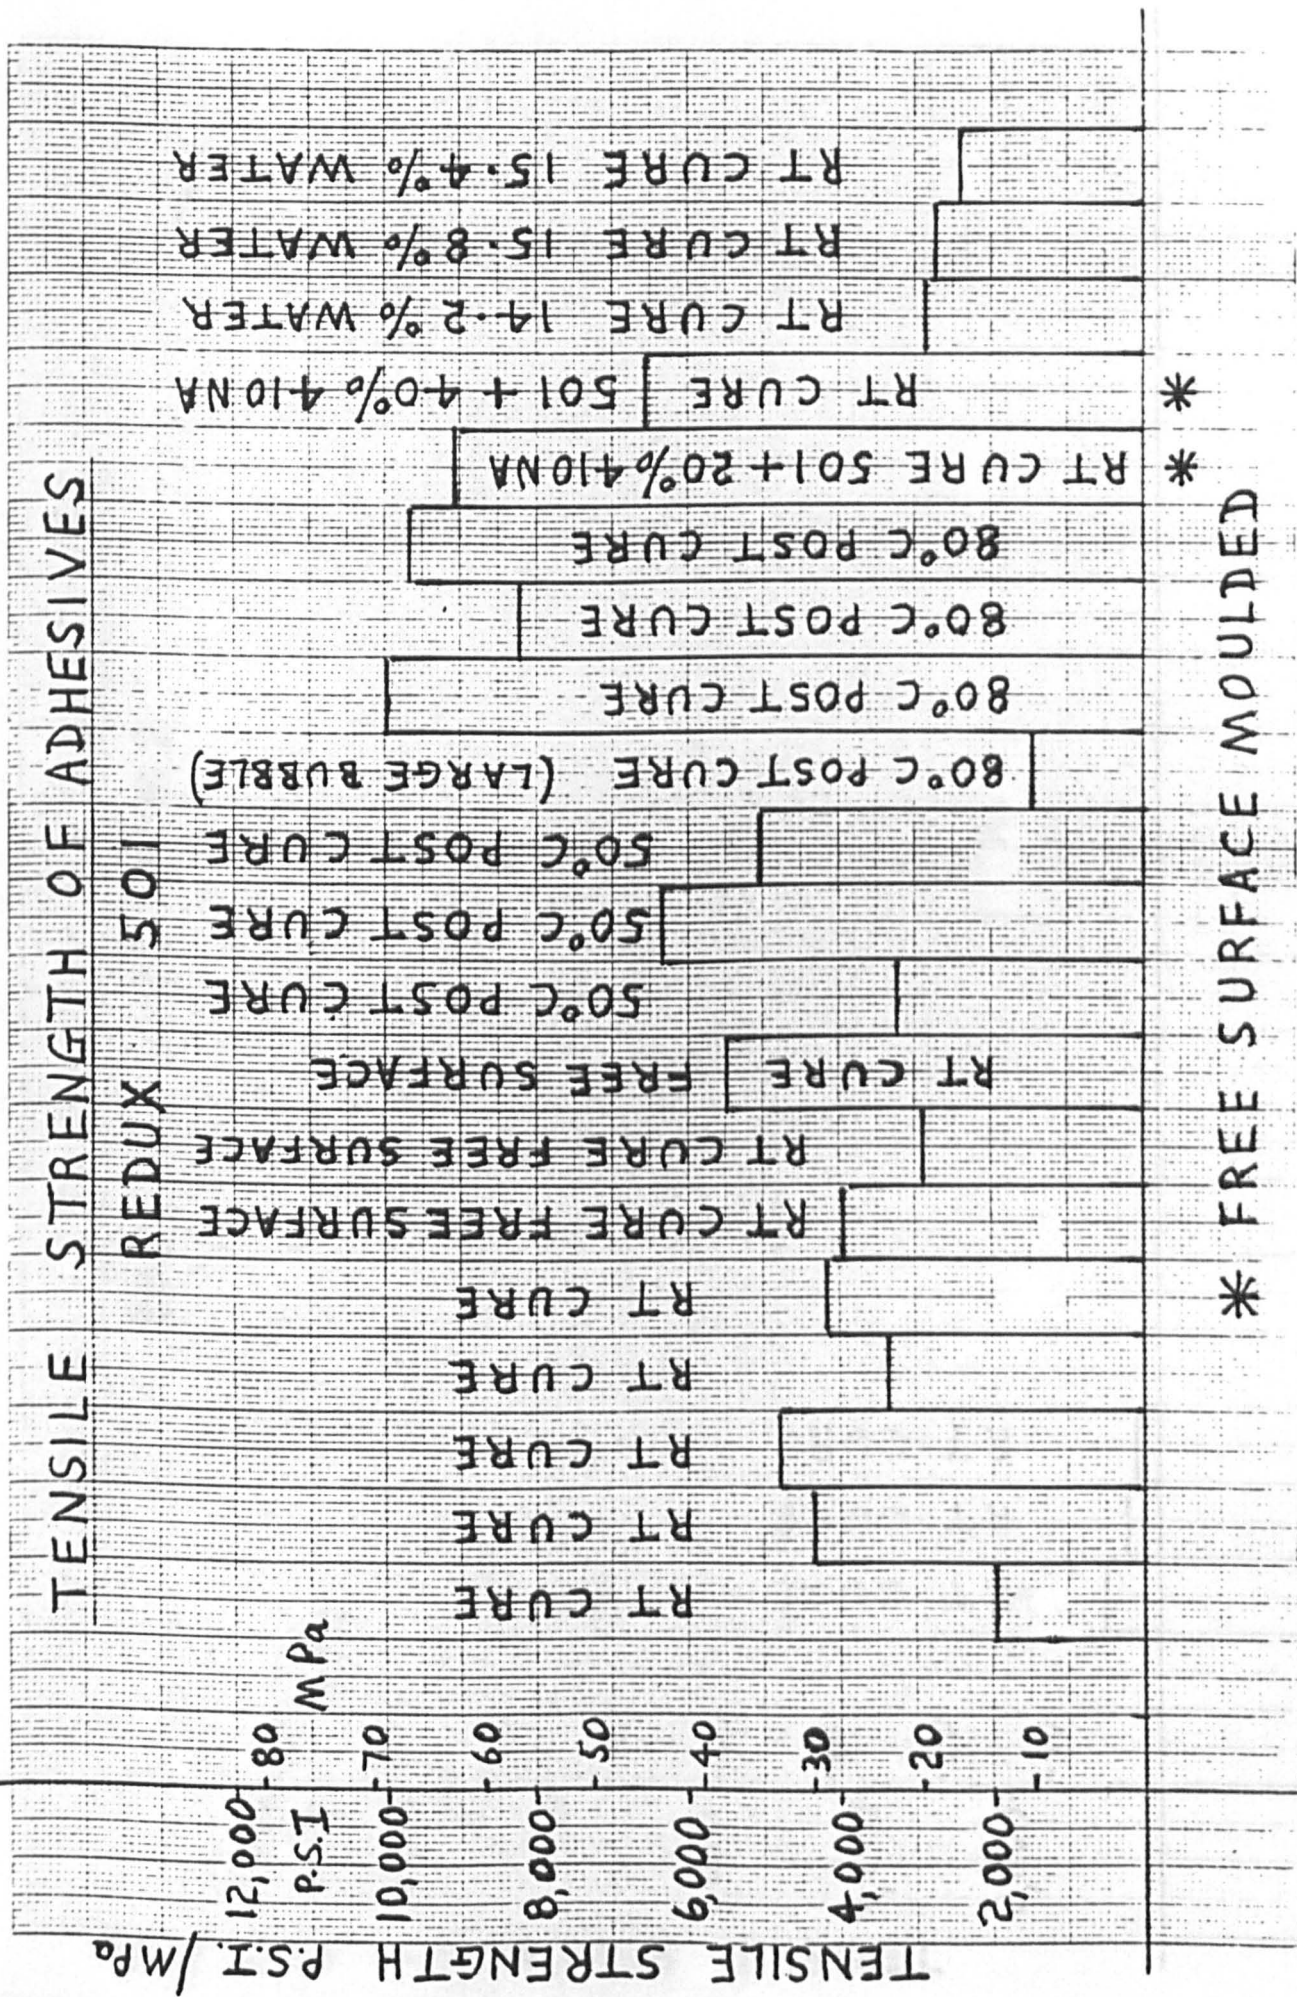 TENSILE STRENGTH OF ADHESIVES
REDUX 501
TENSILE STRENGTH P.S.I./MPa
12,000
P.S.I
10,000
8,000
6,000
4,000
2,000
MPa
80
70
60
50
40
30
20
10
RT CURE
RT CURE
RT CURE
RT CURE
RT CURE
RT CURE FREE SURFACE
RT CURE FREE SURFACE
RT CURE FREE SURFACE
50°C POST CURE
50°C POST CURE
50°C POST CURE
80°C POST CURE (LARGE BUBBLE)
80°C POST CURE
80°C POST CURE
80°C POST CURE
RT CURE 501+20% 410NA *
RT CURE 501+40% 410NA *
RT CURE 14.2% WATER
RT CURE 15.8% WATER
RT CURE 15.4% WATER
* FREE SURFACE MOULDED